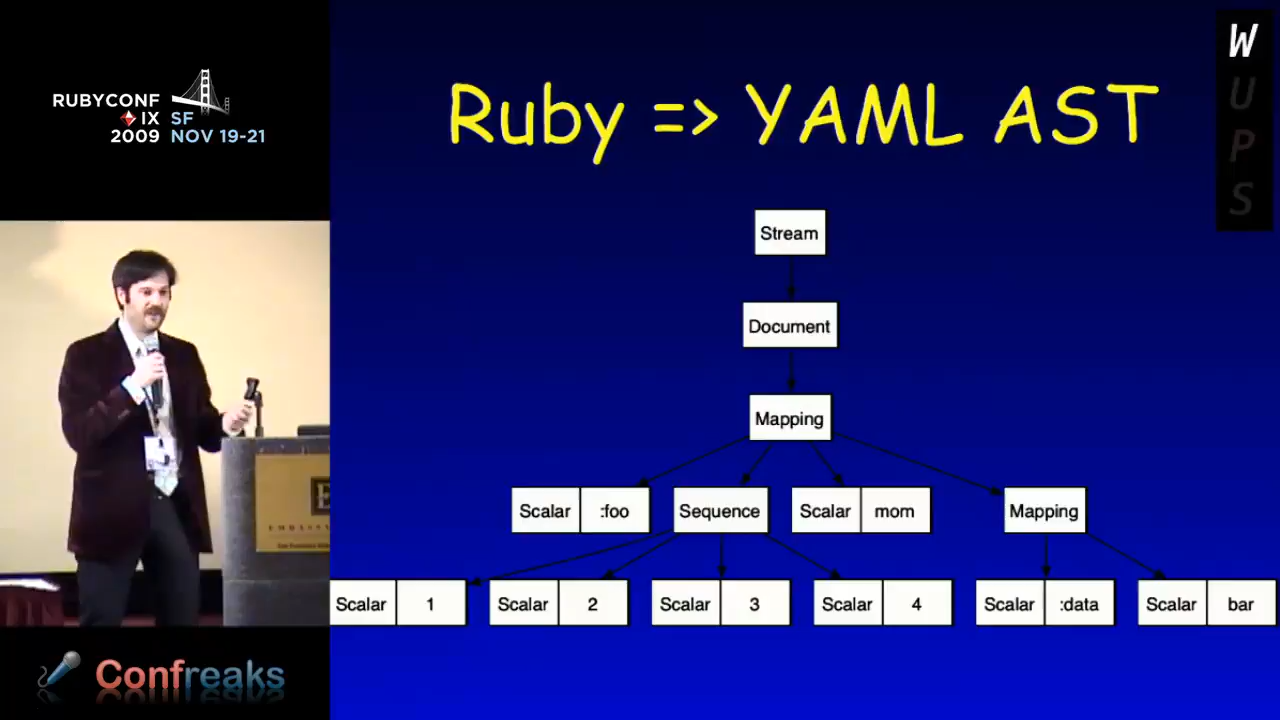 RUBYCONF
IX SF
2009 NOV 19-21
Ruby => YAML AST
W
U
P
S
Stream
Document
Mapping
Scalar :foo
Sequence
Scalar mom
Mapping
Scalar 1
Scalar 2
Scalar 3
Scalar 4
Scalar :data
Scalar bar
E
Confreaks